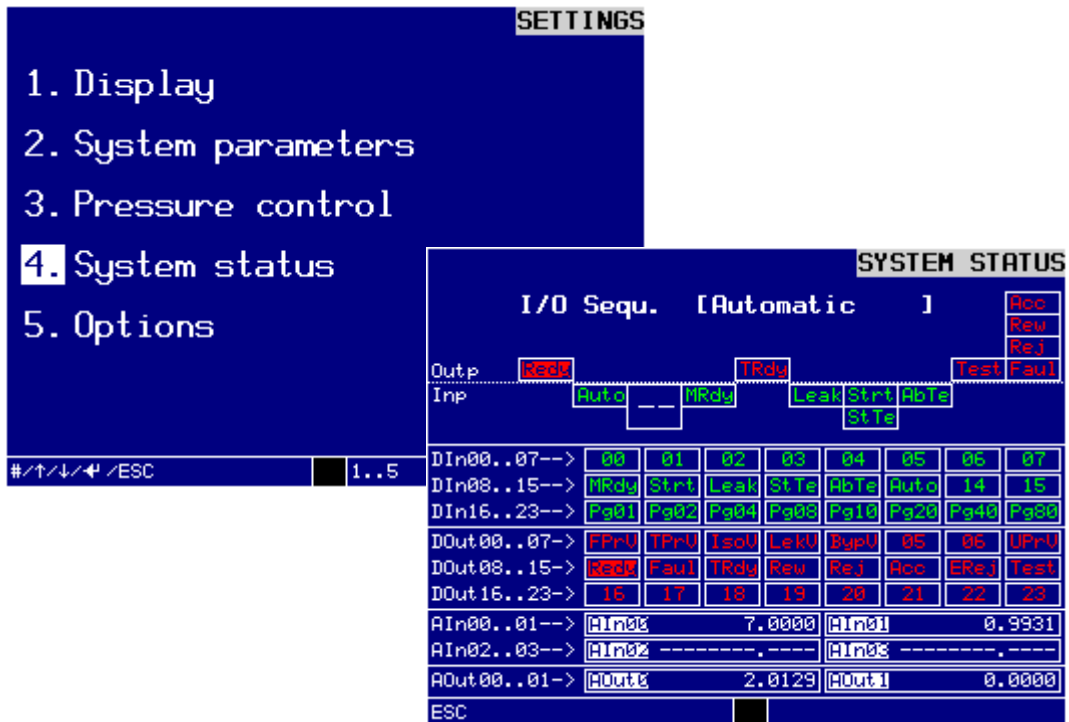 SETTINGS
1. Display
2. System parameters
3. Pressure control
4. System status
5. Options
#/↑/↓/↵ /ESC 1..5
SYSTEM STATUS
I/O Sequ. [Automatic ]
Acc
Rew
Rej
Outp Redy TRdy Test Faul
Inp Auto __ MRdy Leak Strt AbTe
StTe
DIn00..07--> 00 01 02 03 04 05 06 07
DIn08..15--> MRdy Strt Leak StTe AbTe Auto 14 15
DIn16..23--> Pg01 Pg02 Pg04 Pg08 Pg10 Pg20 Pg40 Pg80
DOut00..07-> FPrV TPrV IsoV LekV BypV 05 06 UPrV
DOut08..15-> Redy Faul TRdy Rew Rej Acc ERej Test
DOut16..23-> 16 17 18 19 20 21 22 23
AIn00..01--> AIn00 7.0000 AIn01 0.9931
AIn02..03--> AIn02 --------.---- AIn03 --------.----
AOut00..01-> AOut0 2.0129 AOut1 0.0000
ESC